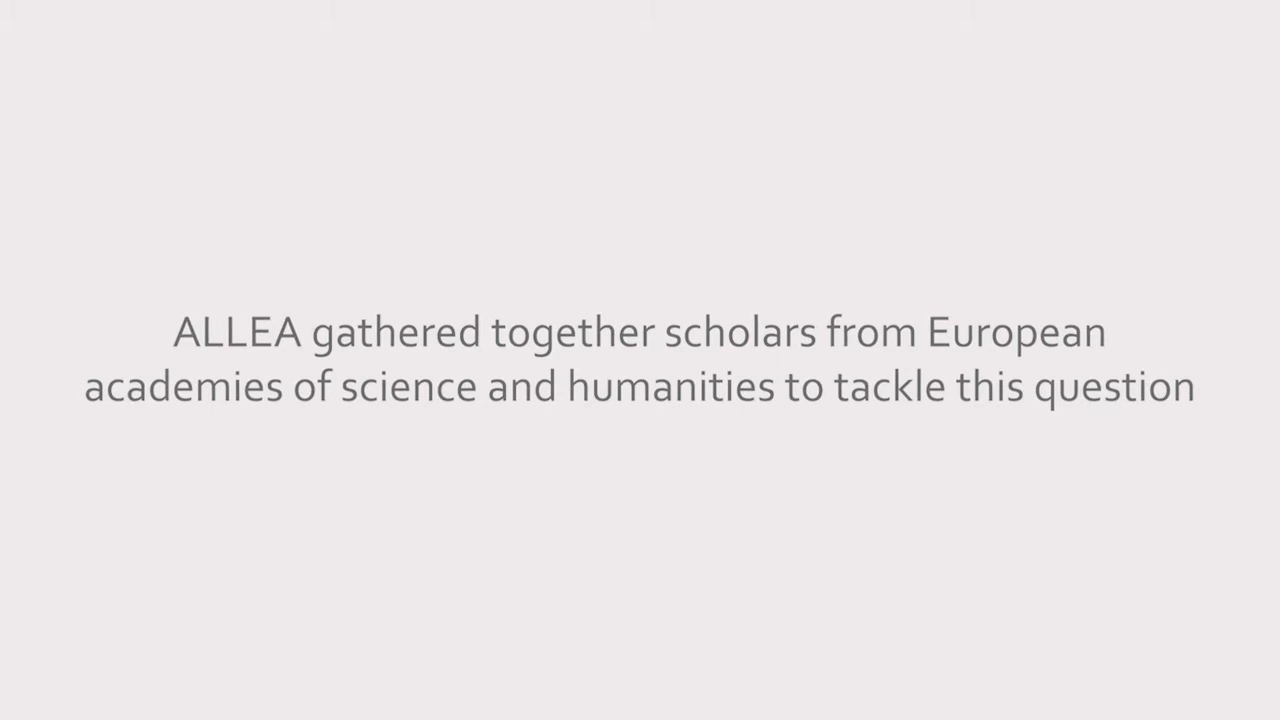 ALLEA gathered together scholars from European
academies of science and humanities to tackle this question